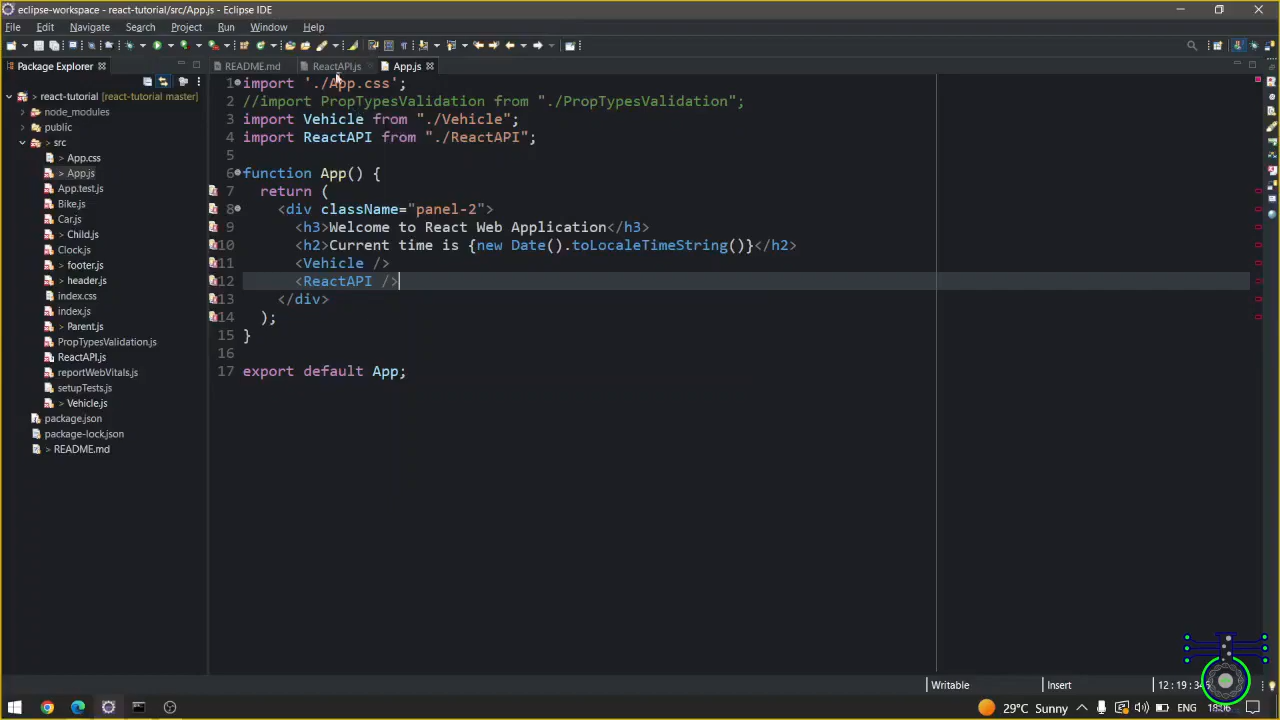 eclipse-workspace - react-tutorial/src/App.js - Eclipse IDE
File Edit Navigate Search Project Run Window Help
Package Explorer
README.md ReactAPI.js App.js
react-tutorial [react-tutorial master]
node_modules
public
src
> App.css
> App.js
App.test.js
Bike.js
Car.js
> Child.js
Clock.js
> footer.js
> header.js
index.css
index.js
> Parent.js
PropTypesValidation.js
ReactAPI.js
reportWebVitals.js
setupTests.js
> Vehicle.js
package.json
package-lock.json
> README.md
1 import './App.css';
2 //import PropTypesValidation from "./PropTypesValidation";
3 import Vehicle from "./Vehicle";
4 import ReactAPI from "./ReactAPI";
5
6 function App() {
7 return (
8 <div className="panel-2">
9 <h3>Welcome to React Web Application</h3>
10 <h2>Current time is {new Date().toLocaleTimeString()}</h2>
11 <Vehicle />
12 <ReactAPI />
13 </div>
14 );
15 }
16
17 export default App;
Writable Insert
29°C Sunny ENG 18:06